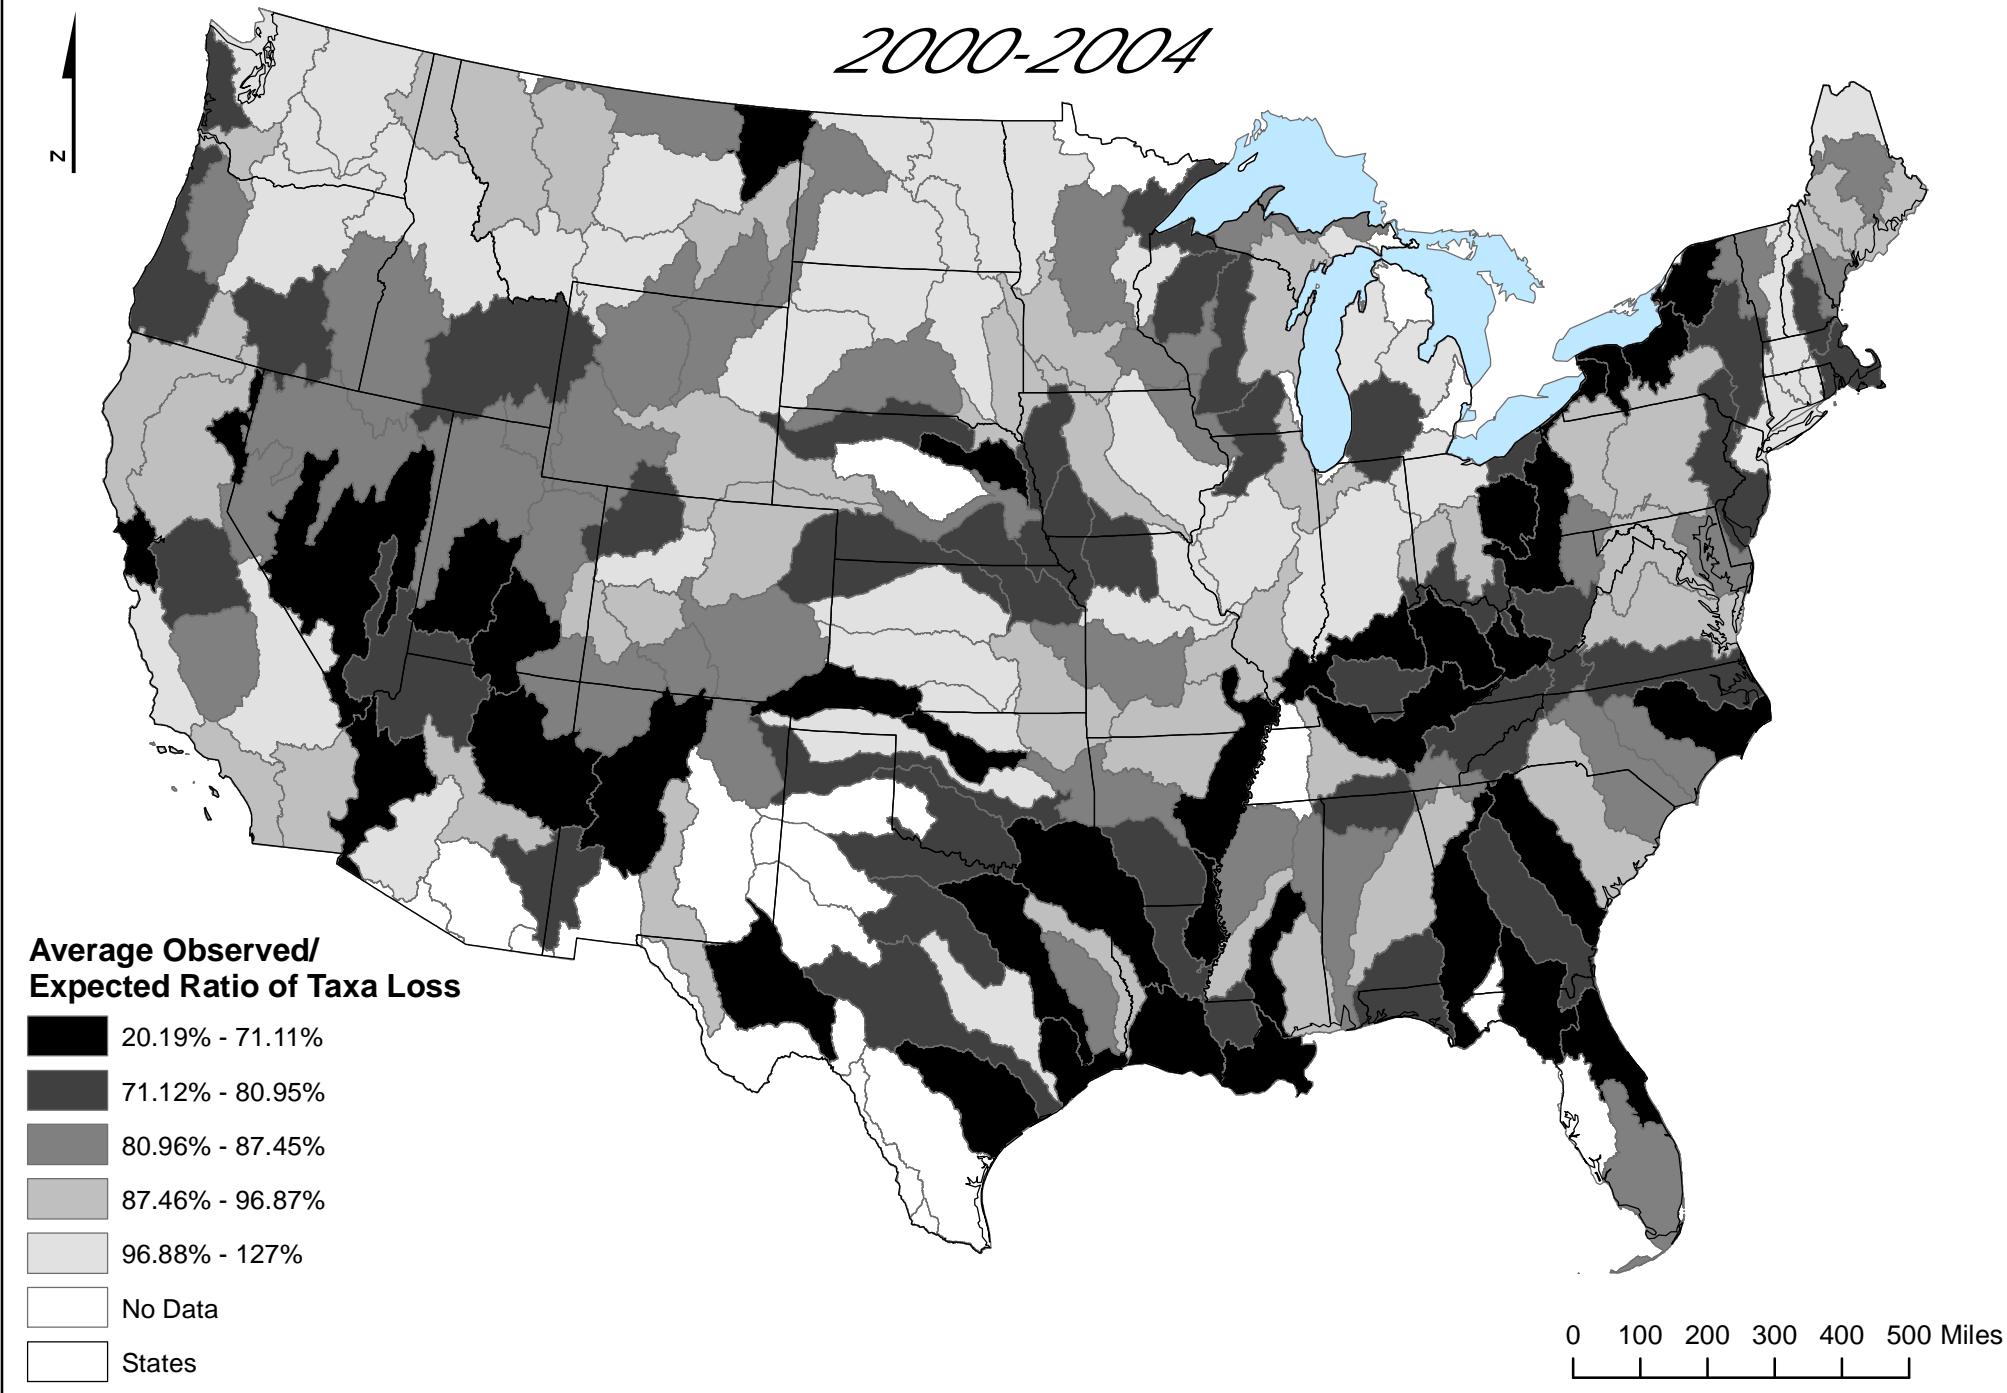 2000-2004
N
Average Observed/
Expected Ratio of Taxa Loss
20.19% - 71.11%
71.12% - 80.95%
80.96% - 87.45%
87.46% - 96.87%
96.88% - 127%
No Data
States
0 100 200 300 400 500 Miles